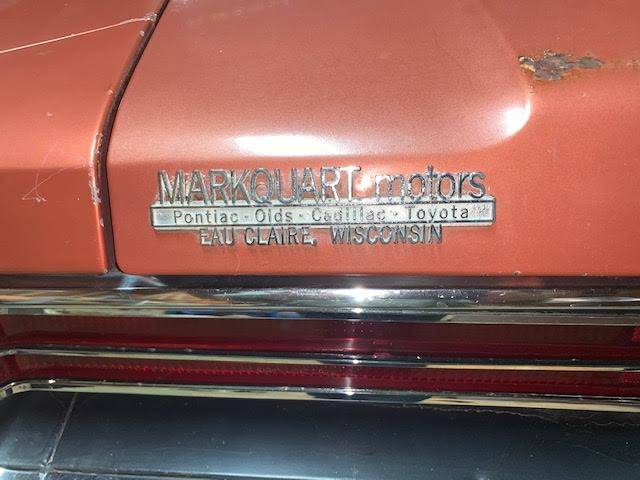 MARKQUART motors
Pontiac - Olds - Cadillac - Toyota
EAU CLAIRE, WISCONSIN